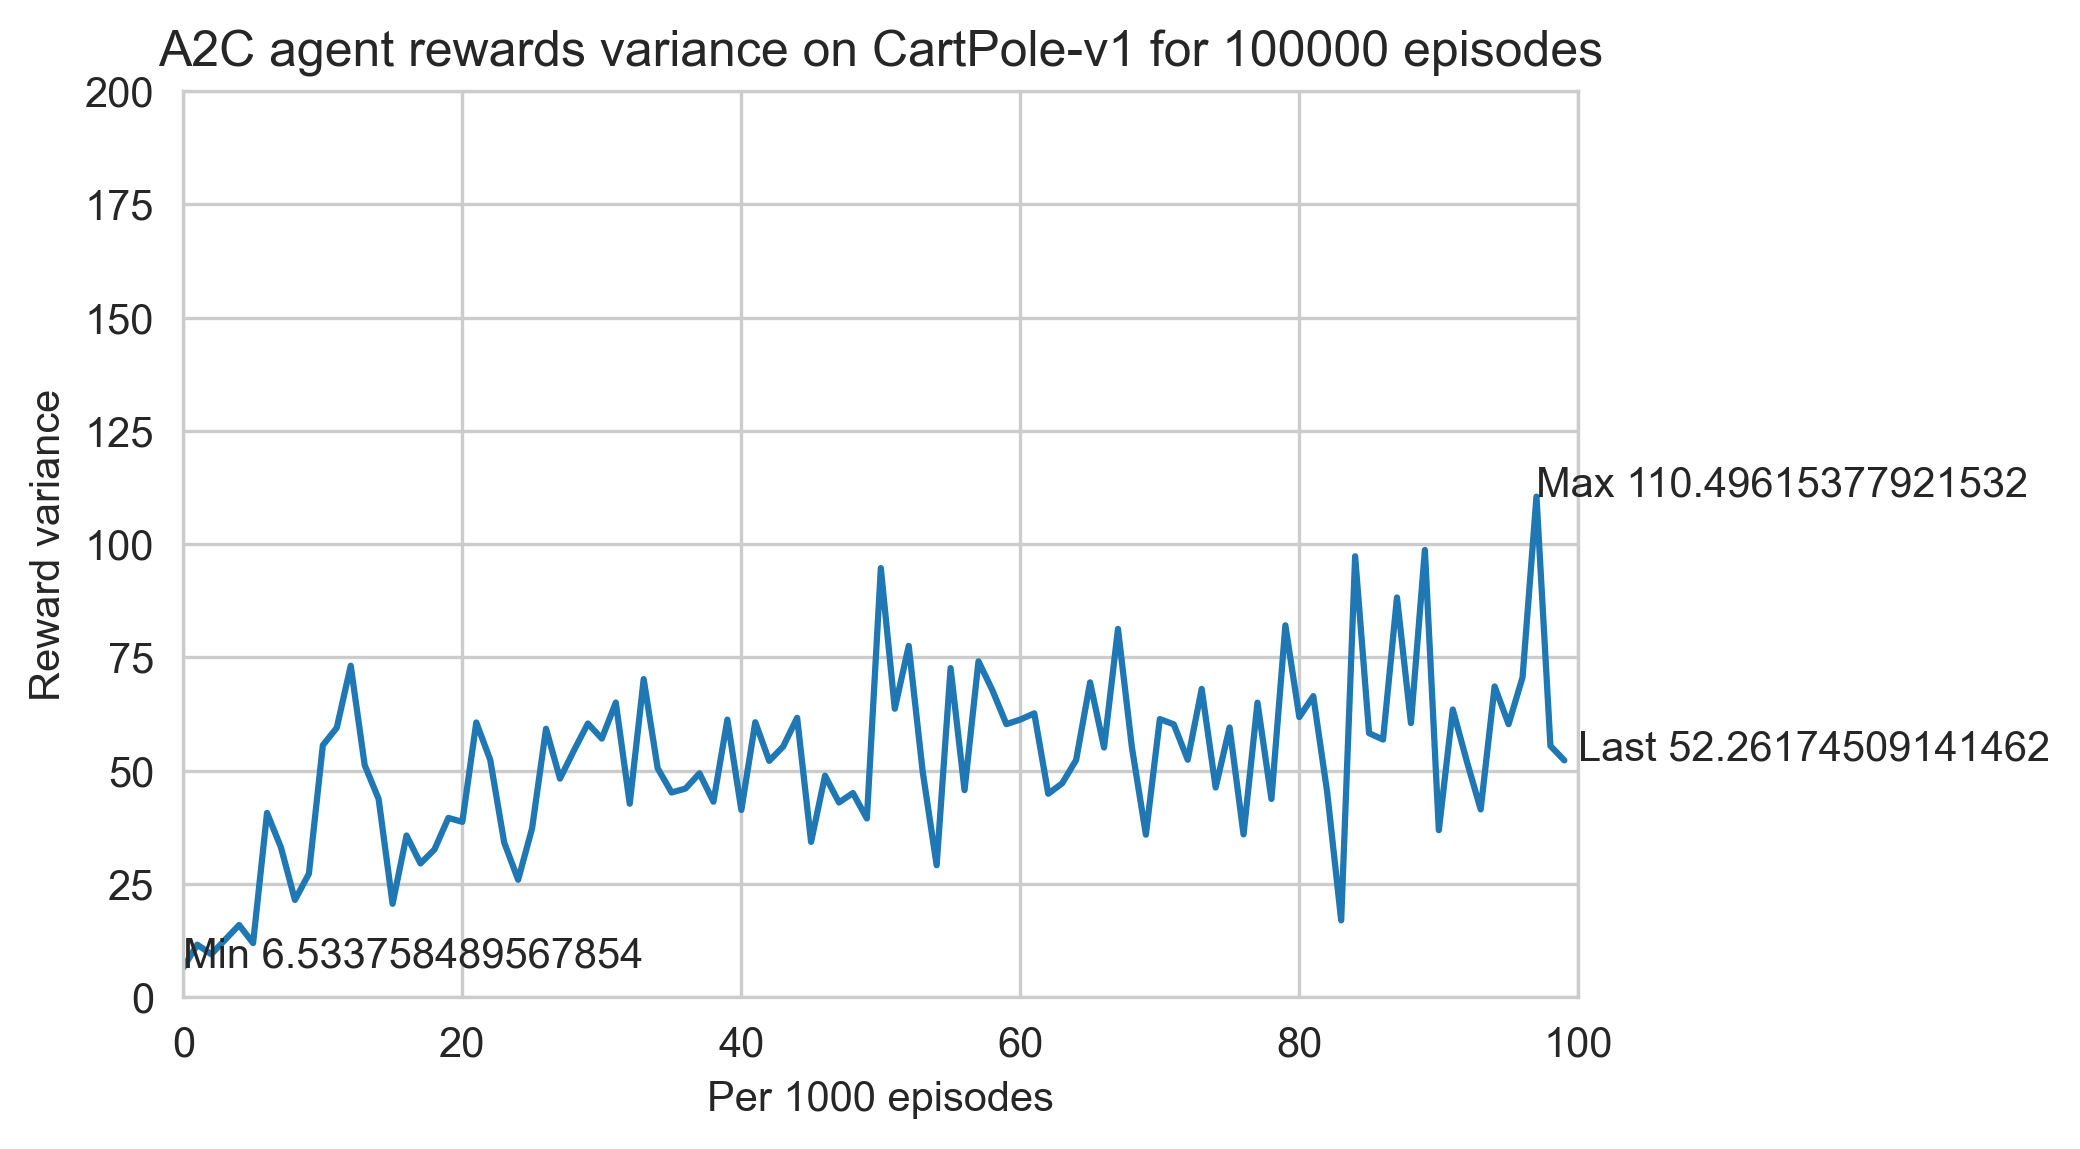 A2C agent rewards variance on CartPole-v1 for 100000 episodes
200
175
150
125
100
75
50
25
0
Reward variance
Max 110.49615377921532
Last 52.26174509141462
Min 6.533758489567854
0 20 40 60 80 100
Per 1000 episodes